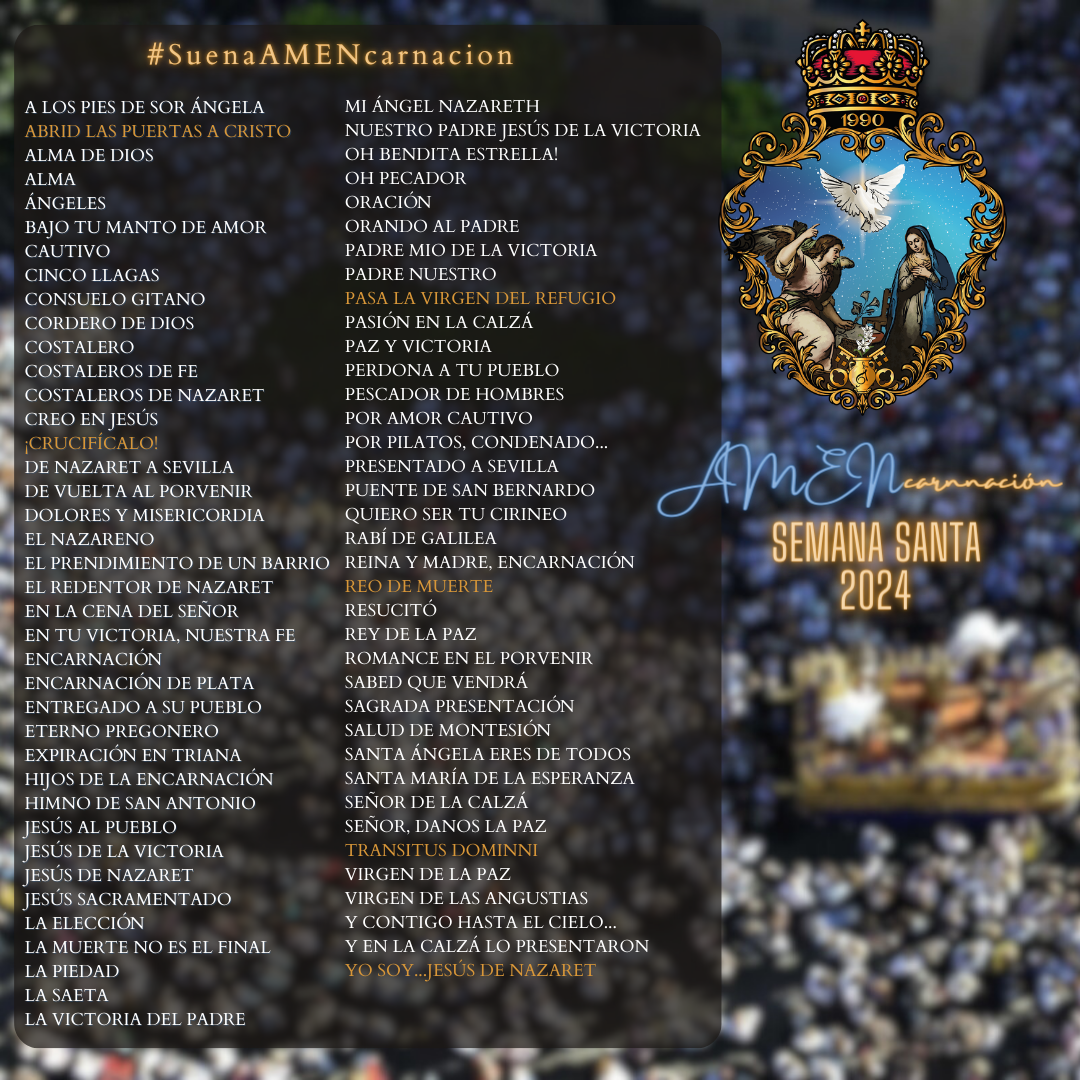 #SuenaAMENcarnacion
A LOS PIES DE SOR ÁNGELA
ABRID LAS PUERTAS A CRISTO
ALMA DE DIOS
ALMA
ÁNGELES
BAJO TU MANTO DE AMOR
CAUTIVO
CINCO LLAGAS
CONSUELO GITANO
CORDERO DE DIOS
COSTALERO
COSTALEROS DE FE
COSTALEROS DE NAZARET
CREO EN JESÚS
¡CRUCIFÍCALO!
DE NAZARET A SEVILLA
DE VUELTA AL PORVENIR
DOLORES Y MISERICORDIA
EL NAZARENO
EL PRENDIMIENTO DE UN BARRIO
EL REDENTOR DE NAZARET
EN LA CENA DEL SEÑOR
EN TU VICTORIA, NUESTRA FE
ENCARNACIÓN
ENCARNACIÓN DE PLATA
ENTREGADO A SU PUEBLO
ETERNO PREGONERO
EXPIRACIÓN EN TRIANA
HIJOS DE LA ENCARNACIÓN
HIMNO DE SAN ANTONIO
JESÚS AL PUEBLO
JESÚS DE LA VICTORIA
JESÚS DE NAZARET
JESÚS SACRAMENTADO
LA ELECCIÓN
LA MUERTE NO ES EL FINAL
LA PIEDAD
LA SAETA
LA VICTORIA DEL PADRE
MI ÁNGEL NAZARETH
NUESTRO PADRE JESÚS DE LA VICTORIA
OH BENDITA ESTRELLA!
OH PECADOR
ORACIÓN
ORANDO AL PADRE
PADRE MIO DE LA VICTORIA
PADRE NUESTRO
PASA LA VIRGEN DEL REFUGIO
PASIÓN EN LA CALZÁ
PAZ Y VICTORIA
PERDONA A TU PUEBLO
PESCADOR DE HOMBRES
POR AMOR CAUTIVO
POR PILATOS, CONDENADO...
PRESENTADO A SEVILLA
PUENTE DE SAN BERNARDO
QUIERO SER TU CIRINEO
RABÍ DE GALILEA
REINA Y MADRE, ENCARNACIÓN
REO DE MUERTE
RESUCITÓ
REY DE LA PAZ
ROMANCE EN EL PORVENIR
SABED QUE VENDRÁ
SAGRADA PRESENTACIÓN
SALUD DE MONTESIÓN
SANTA ÁNGELA ERES DE TODOS
SANTA MARÍA DE LA ESPERANZA
SEÑOR DE LA CALZÁ
SEÑOR, DANOS LA PAZ
TRANSITUS DOMINNI
VIRGEN DE LA PAZ
VIRGEN DE LAS ANGUSTIAS
Y CONTIGO HASTA EL CIELO...
Y EN LA CALZÁ LO PRESENTARON
YO SOY...JESÚS DE NAZARET
1990
AMENcarnnación
SEMANA SANTA
2024